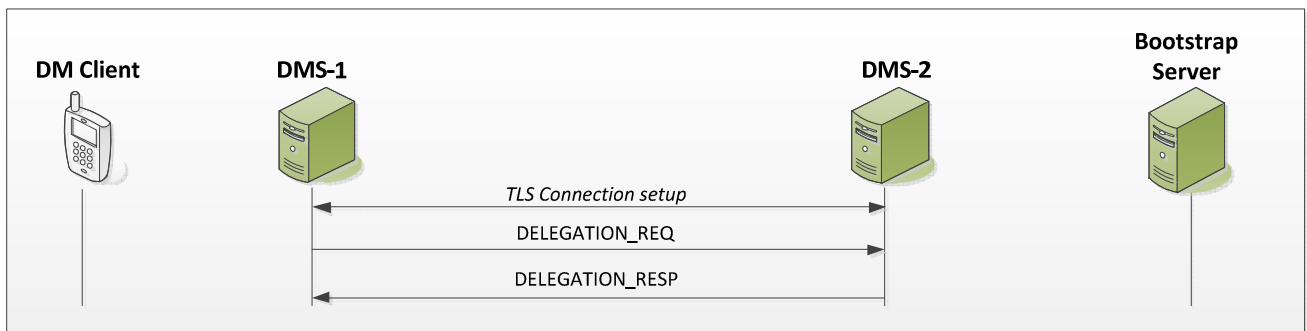 DM Client
DMS-1
DMS-2
Bootstrap
Server
TLS Connection setup
DELEGATION_REQ
DELEGATION_RESP